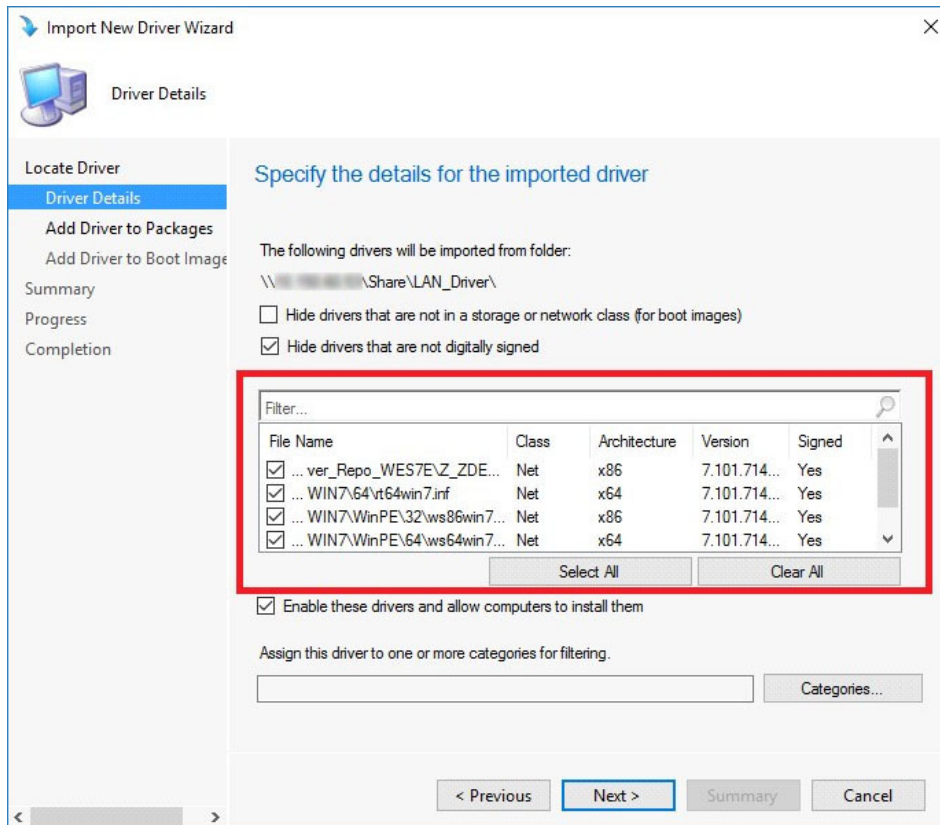 Import New Driver Wizard
Driver Details
Locate Driver
Driver Details
Add Driver to Packages
Add Driver to Boot Image
Summary
Progress
Completion
Specify the details for the imported driver
The following drivers will be imported from folder:
\\ \Share\LAN_Driver\
Hide drivers that are not in a storage or network class (for boot images)
Hide drivers that are not digitally signed
Filter...
File Name Class Architecture Version Signed
... ver_Repo_WES7E\Z_ZDE... Net x86 7.101.714... Yes
... WIN7\64\rt64win7.inf Net x64 7.101.714... Yes
... WIN7\WinPE\32\ws86win7... Net x86 7.101.714... Yes
... WIN7\WinPE\64\ws64win7... Net x64 7.101.714... Yes
Select All Clear All
Enable these drivers and allow computers to install them
Assign this driver to one or more categories for filtering.
Categories...
< Previous Next > Summary Cancel